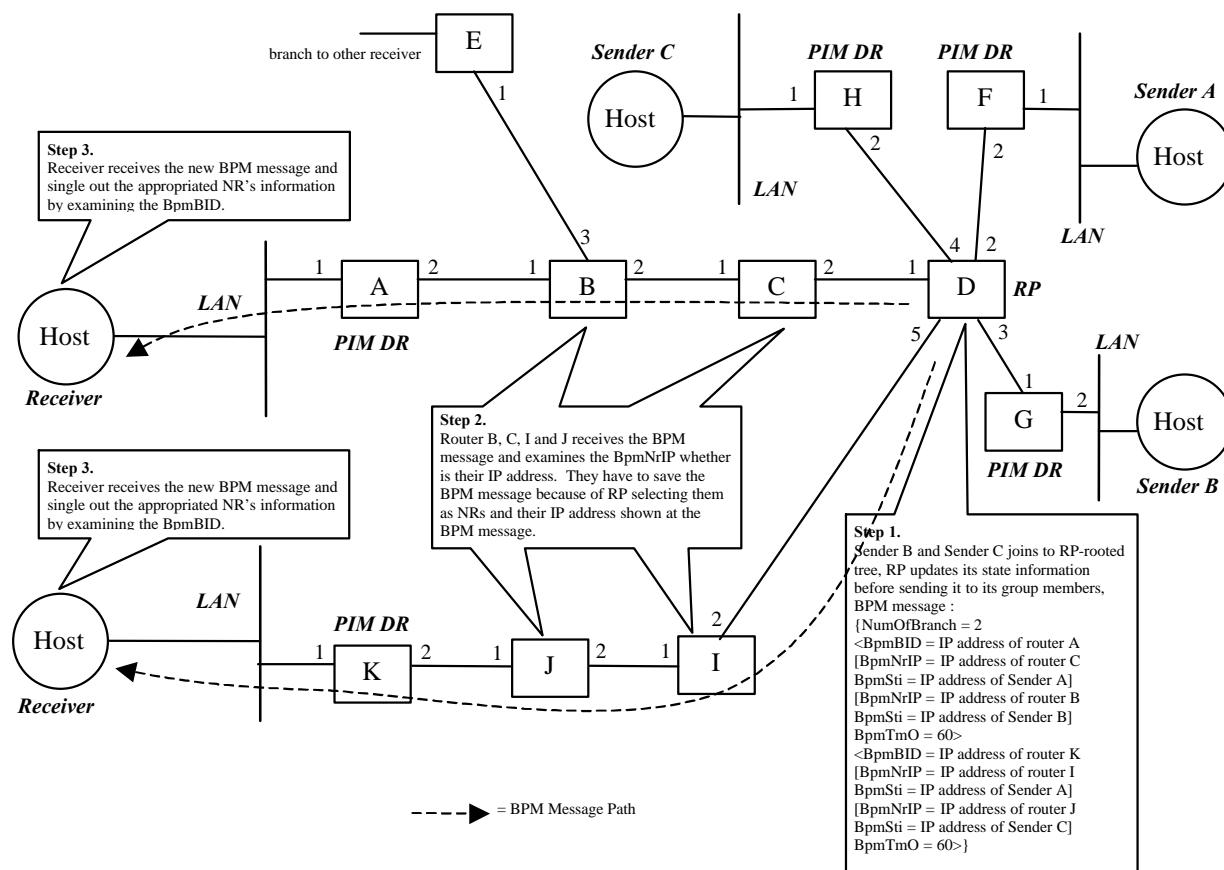 E
branch to other receiver
1
Sender C
PIM DR
PIM DR
H
F
1
1
Sender A
Host
Host
2
2
LAN
LAN
Step 3.
Receiver receives the new BPM message and
single out the appropriated NR's information
by examining the BpmBID.
3
4
2
1
A
2
1
B
2
1
C
2
1
D
RP
LAN
Host
PIM DR
Receiver
5
3
LAN
1
2
G
Host
PIM DR
Sender B
Step 2.
Router B, C, I and J receives the BPM
message and examines the BpmNrIP whether
is their IP address.  They have to save the
BPM message because of RP selecting them
as NRs and their IP address shown at the
BPM message.
Step 3.
Receiver receives the new BPM message and
single out the appropriated NR's information
by examining the BpmBID.
Step 1.
Sender B and Sender C joins to RP-rooted
tree, RP updates its state information
before sending it to its group members,
BPM message :
{NumOfBranch = 2
<BpmBID = IP address of router A
[BpmNrIP = IP address of router C
BpmSti = IP address of Sender A]
[BpmNrIP = IP address of router B
BpmSti = IP address of Sender B]
BpmTmO = 60>
<BpmBID = IP address of router K
[BpmNrIP = IP address of router I
BpmSti = IP address of Sender A]
[BpmNrIP = IP address of router J
BpmSti = IP address of Sender C]
BpmTmO = 60>}
LAN
Host
PIM DR
2
1
K
2
1
J
2
1
I
Receiver
= BPM Message Path